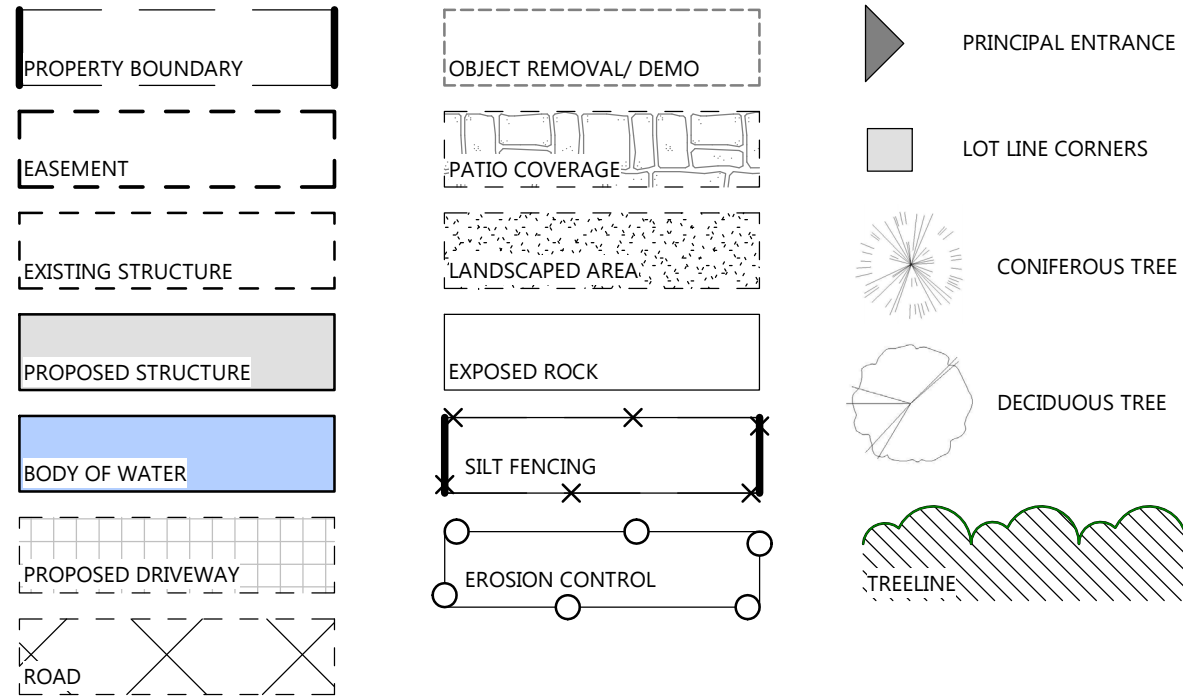 PROPERTY BOUNDARY
EASEMENT
EXISTING STRUCTURE
PROPOSED STRUCTURE
BODY OF WATER
PROPOSED DRIVEWAY
ROAD
OBJECT REMOVAL/ DEMO
PATIO COVERAGE
LANDSCAPED AREA
EXPOSED ROCK
SILT FENCING
EROSION CONTROL
PRINCIPAL ENTRANCE
LOT LINE CORNERS
CONIFEROUS TREE
DECIDUOUS TREE
TREELINE